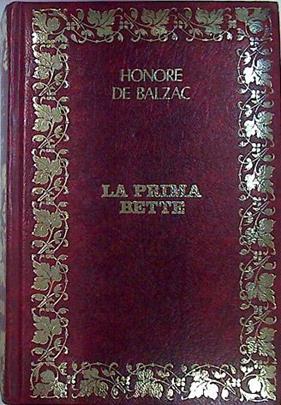 HONORE
DE BALZAC
LA PRIMA
BETTE